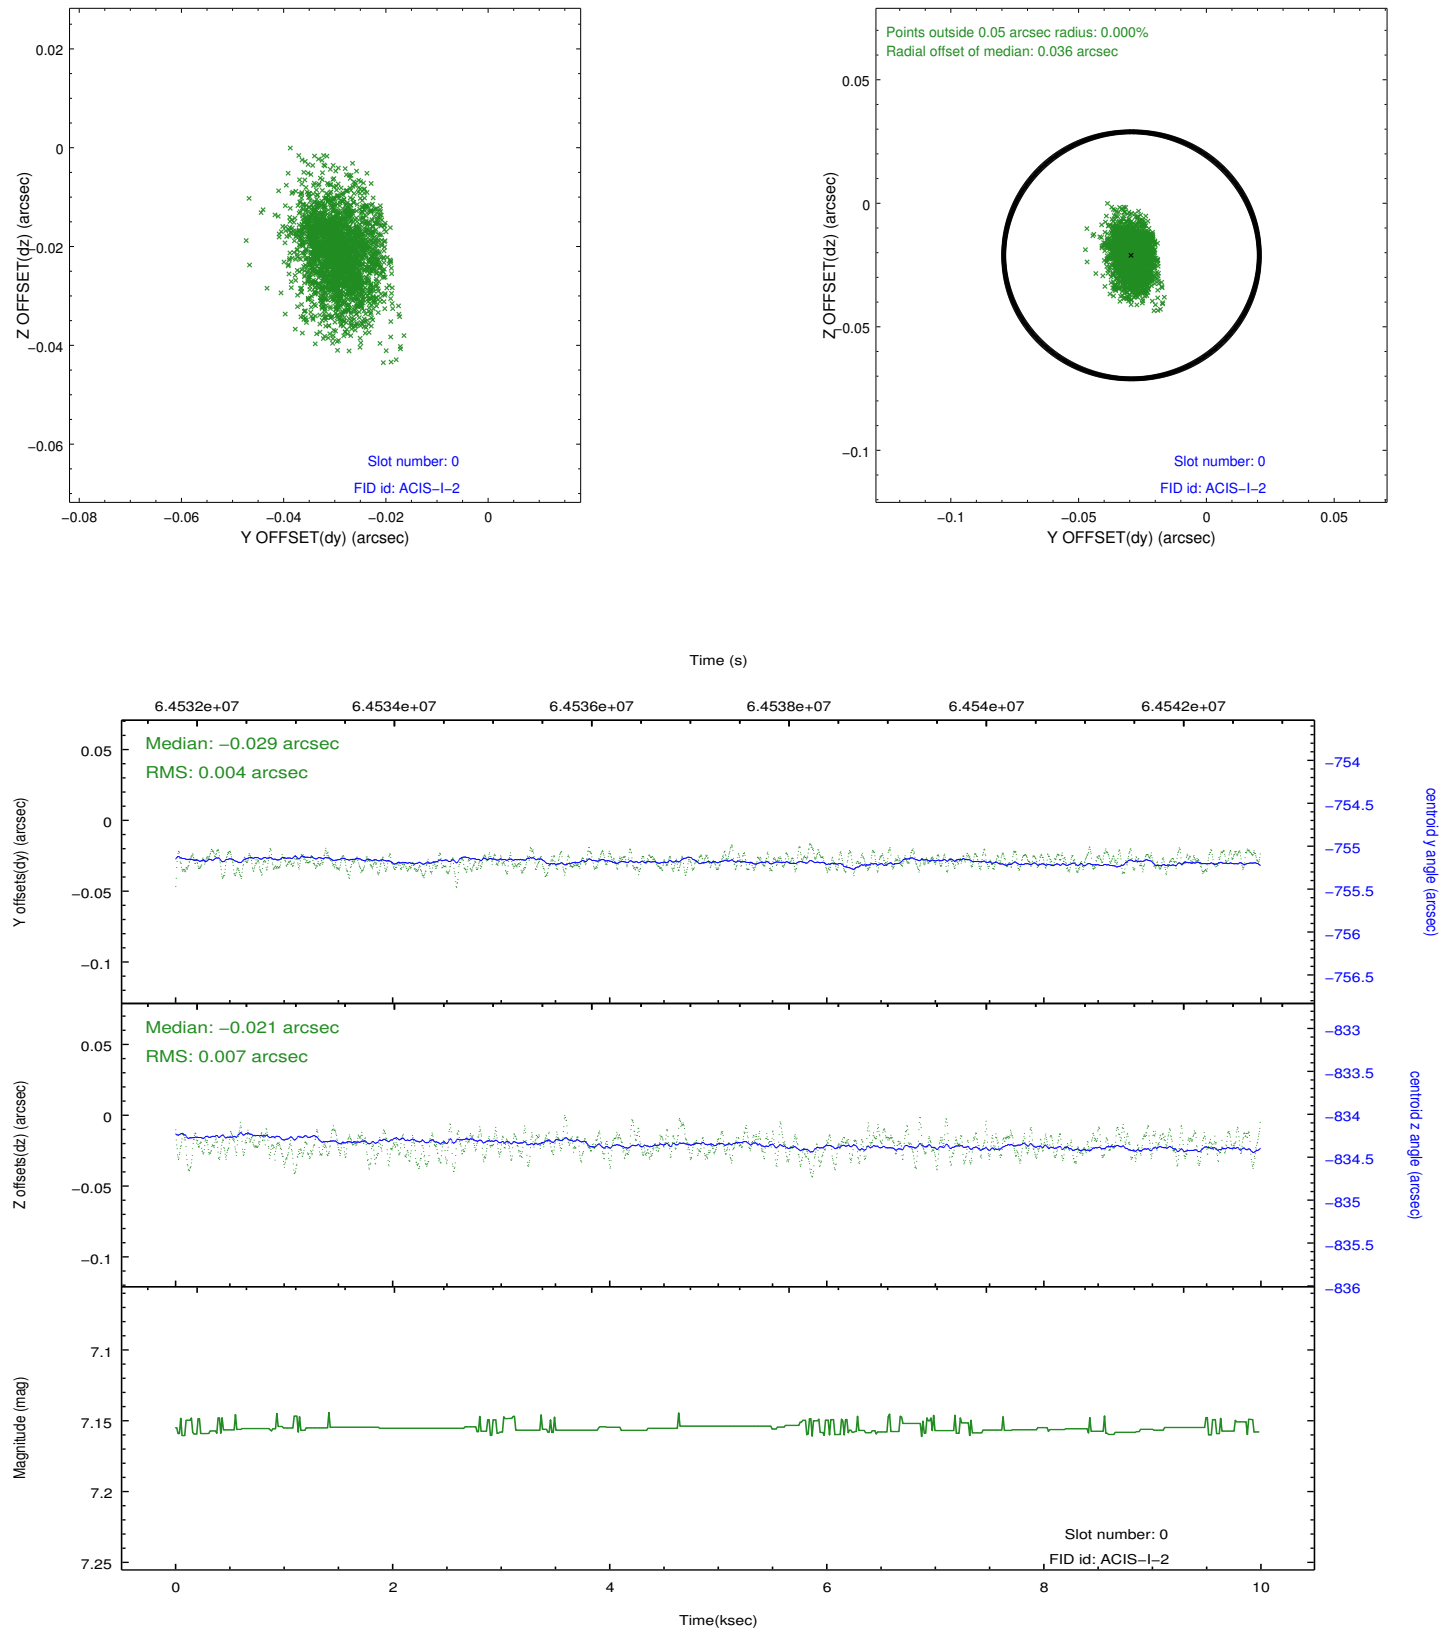 0.02
0
−0.02
−0.04
−0.06
Z OFFSET(dz) (arcsec)
Slot number: 0
FID id: ACIS−I−2
−0.08
−0.06
−0.04
−0.02
0
Y OFFSET(dy) (arcsec)
Points outside 0.05 arcsec radius: 0.000%
Radial offset of median: 0.036 arcsec
0.05
0
−0.05
−0.1
Z OFFSET(dz) (arcsec)
Slot number: 0
FID id: ACIS−I−2
−0.1
−0.05
0
0.05
Y OFFSET(dy) (arcsec)
Time (s)
6.4532e+07
6.4534e+07
6.4536e+07
6.4538e+07
6.454e+07
6.4542e+07
Median: −0.029 arcsec
RMS: 0.004 arcsec
0.05
0
−0.05
−0.1
Y offsets(dy) (arcsec)
−754
−754.5
−755
−755.5
−756
−756.5
centroid y angle (arcsec)
Median: −0.021 arcsec
RMS: 0.007 arcsec
0.05
0
−0.05
−0.1
Z offsets(dz) (arcsec)
−833
−833.5
−834
−834.5
−835
−835.5
−836
centroid z angle (arcsec)
7.1
7.15
7.2
7.25
Magnitude (mag)
Slot number: 0
FID id: ACIS−I−2
0
2
4
6
8
10
Time(ksec)